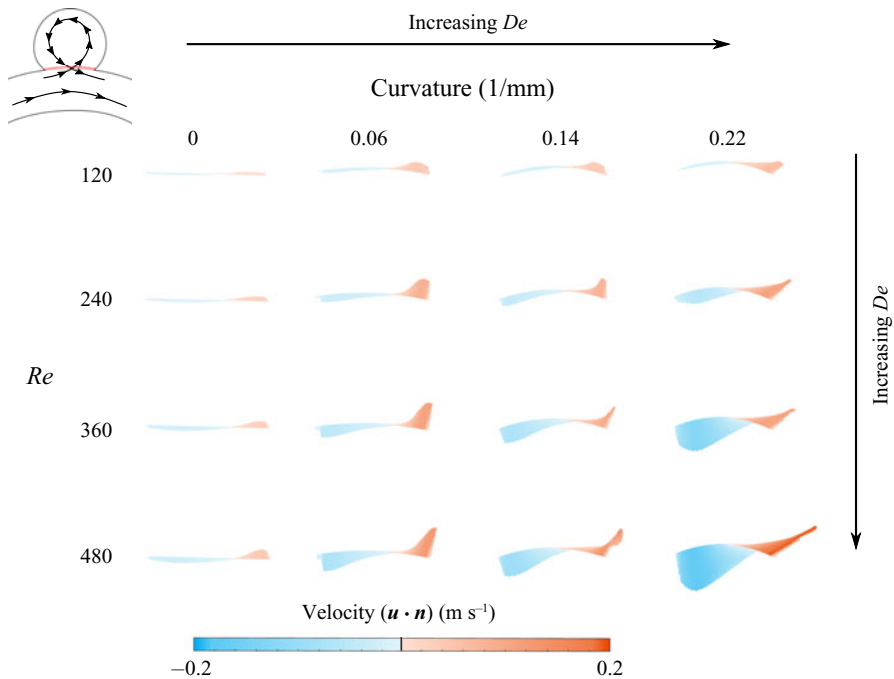 Increasing De
Curvature (1/mm)
0 0.06 0.14 0.22
120
240
Re
360
480
Increasing De
Velocity (u · n) (m s⁻¹)
−0.2 0.2